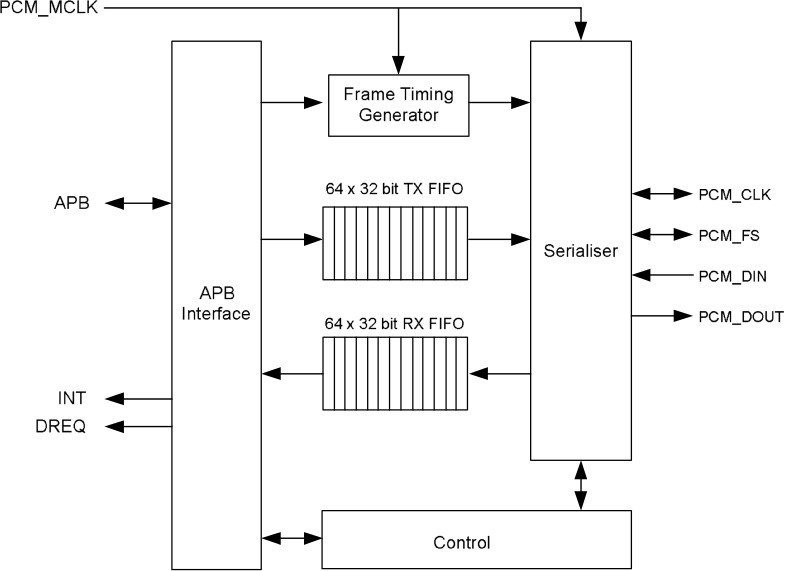 PCM_MCLK
Frame Timing
Generator
64 x 32 bit TX FIFO
APB
PCM_CLK
PCM_FS
Serialiser
PCM_DIN
APB
Interface
PCM_DOUT
64 x 32 bit RX FIFO
INT
DREQ
Control